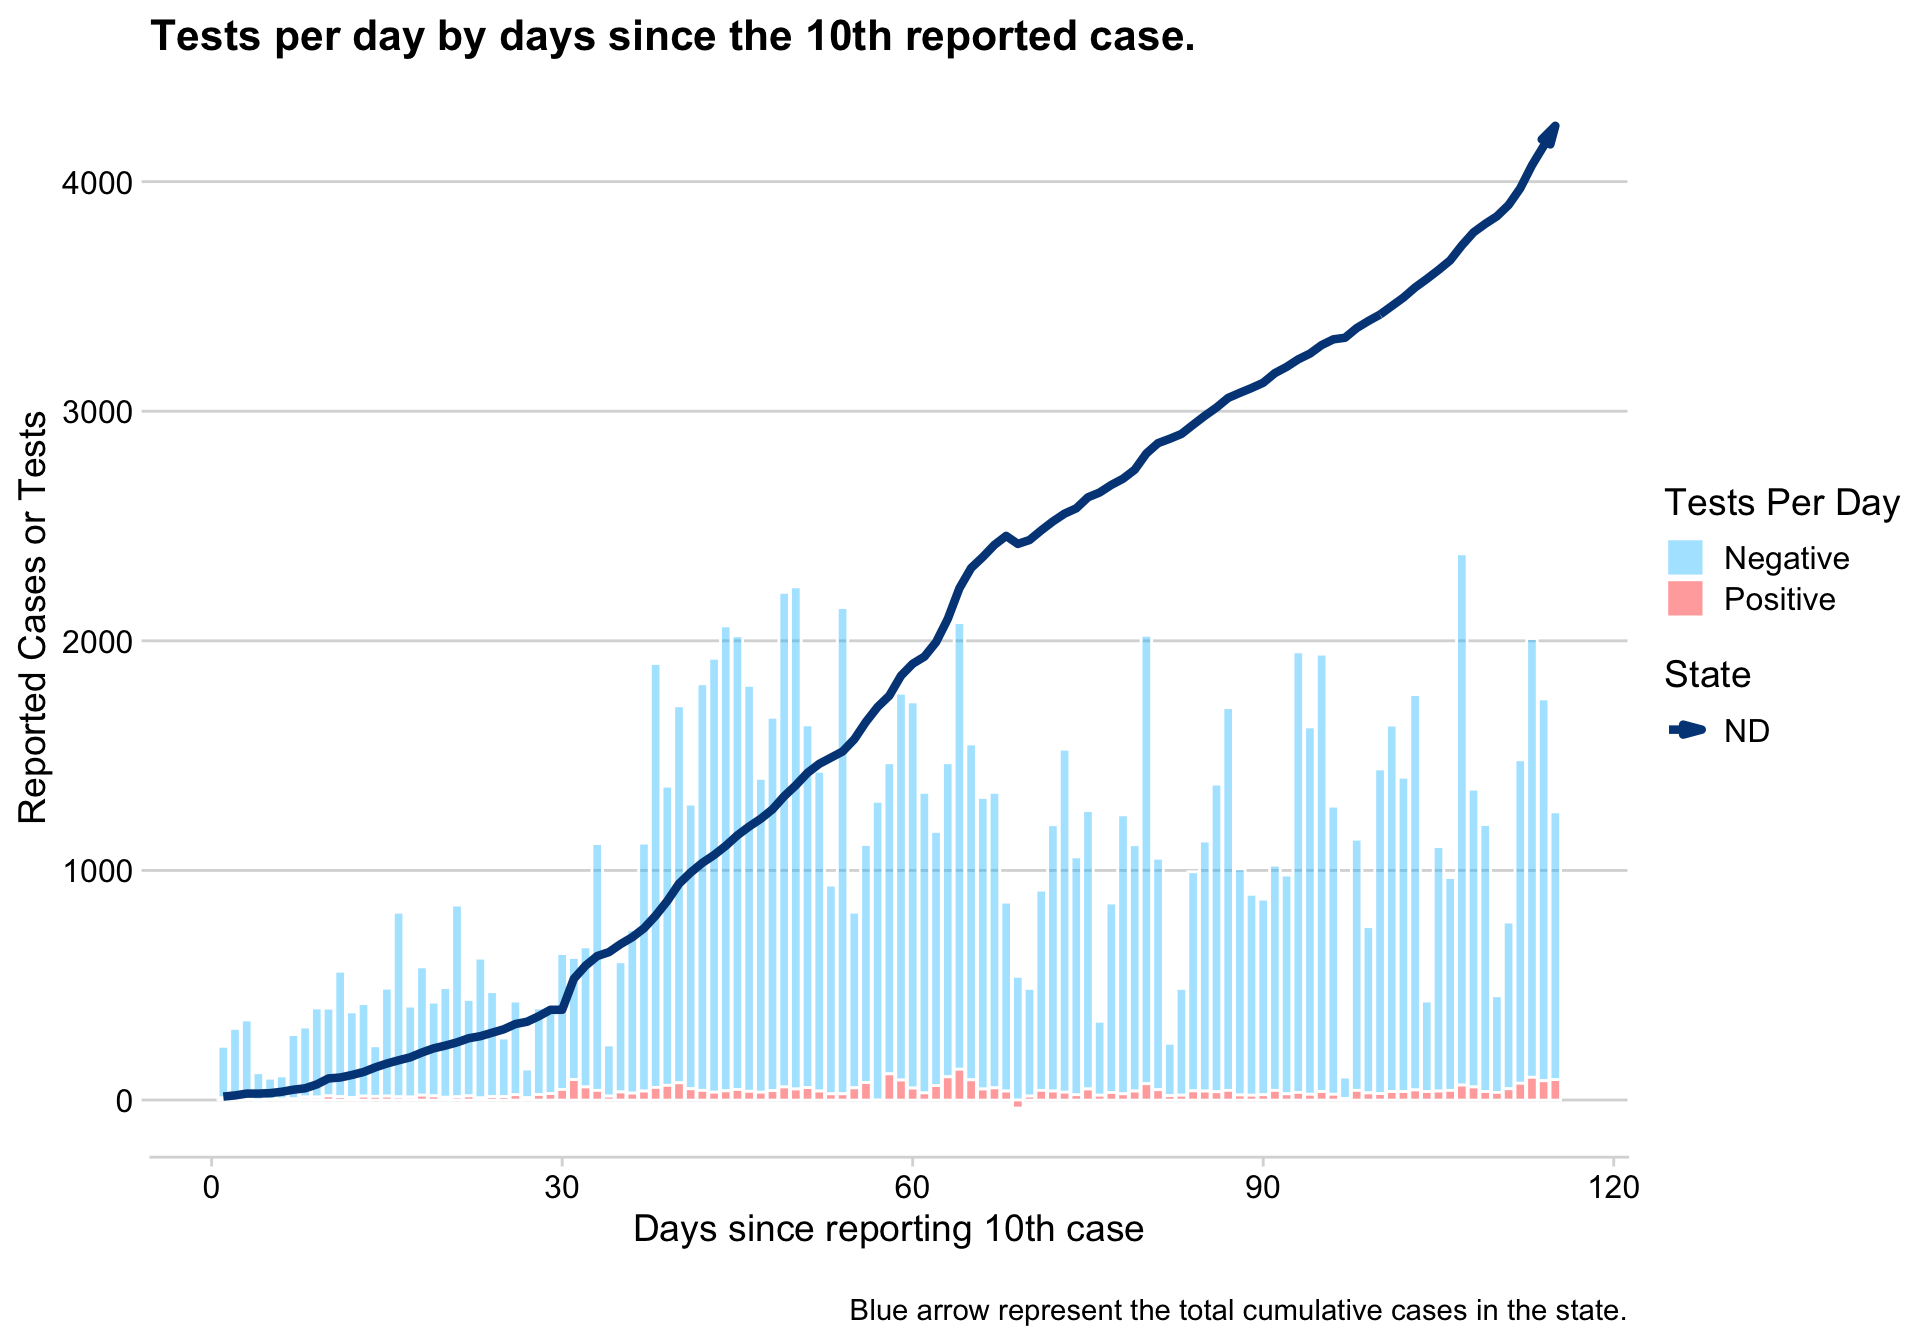 Tests per day by days since the 10th reported case.
Reported Cases or Tests
4000
3000
2000
1000
0
0 30 60 90 120
Days since reporting 10th case
Tests Per Day
Negative
Positive
State
ND
Blue arrow represent the total cumulative cases in the state.